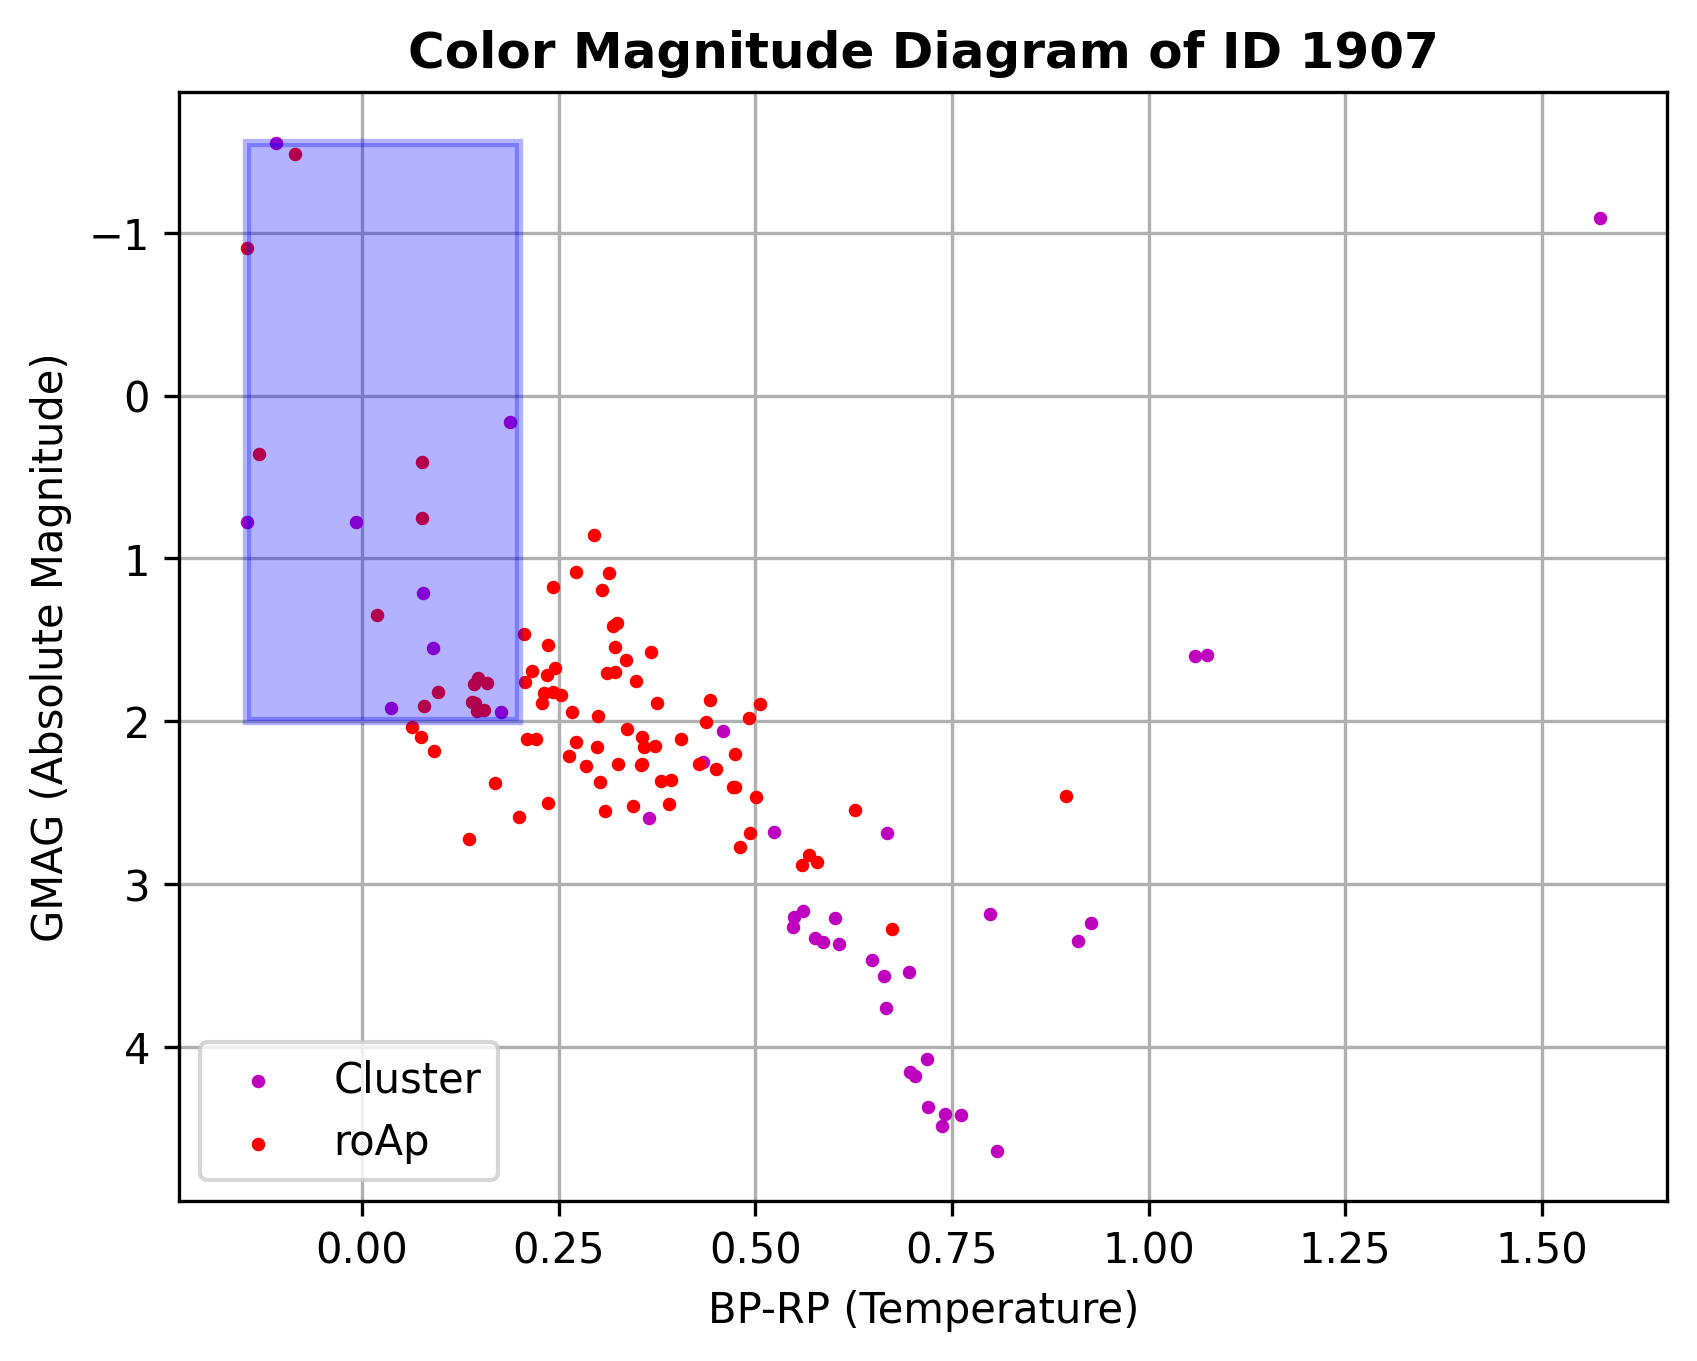 Color Magnitude Diagram of ID 1907
GMAG (Absolute Magnitude)
−1
0
1
2
3
4
Cluster
roAp
0.00 0.25 0.50 0.75 1.00 1.25 1.50
BP-RP (Temperature)